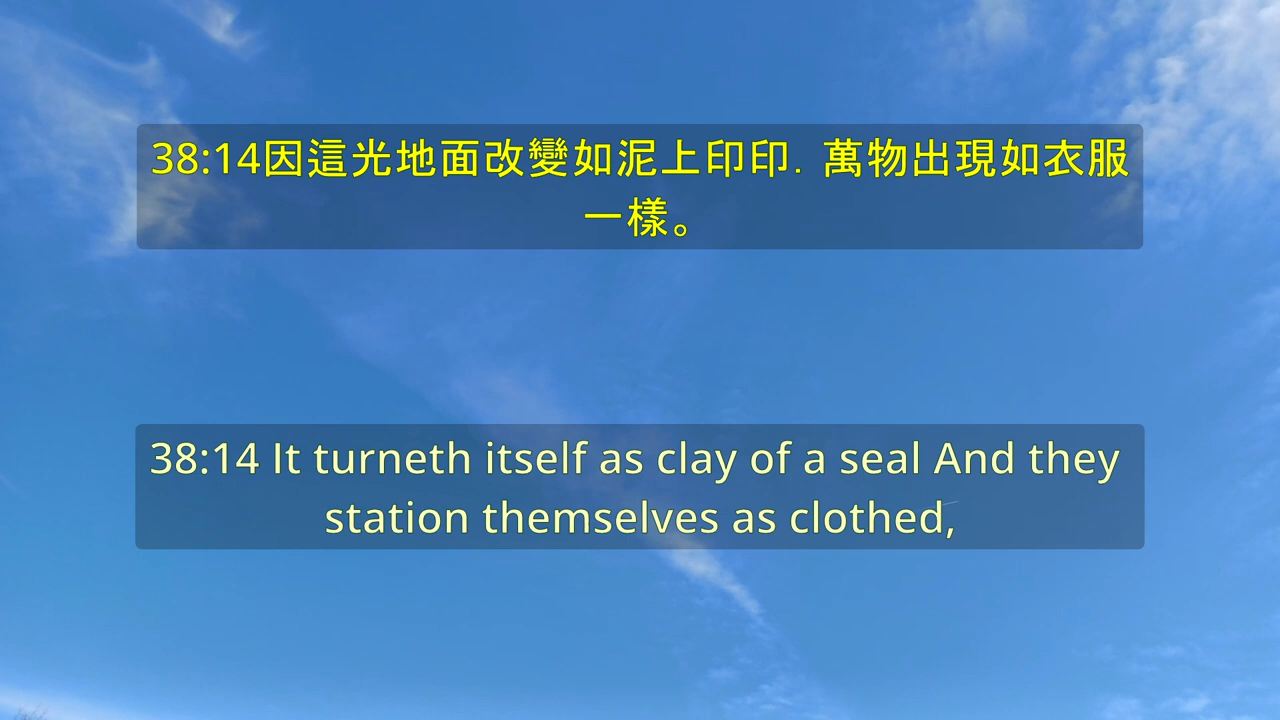 38:14因這光地面改變如泥上印印．萬物出現如衣服
一樣。
38:14 It turneth itself as clay of a seal And they
station themselves as clothed,